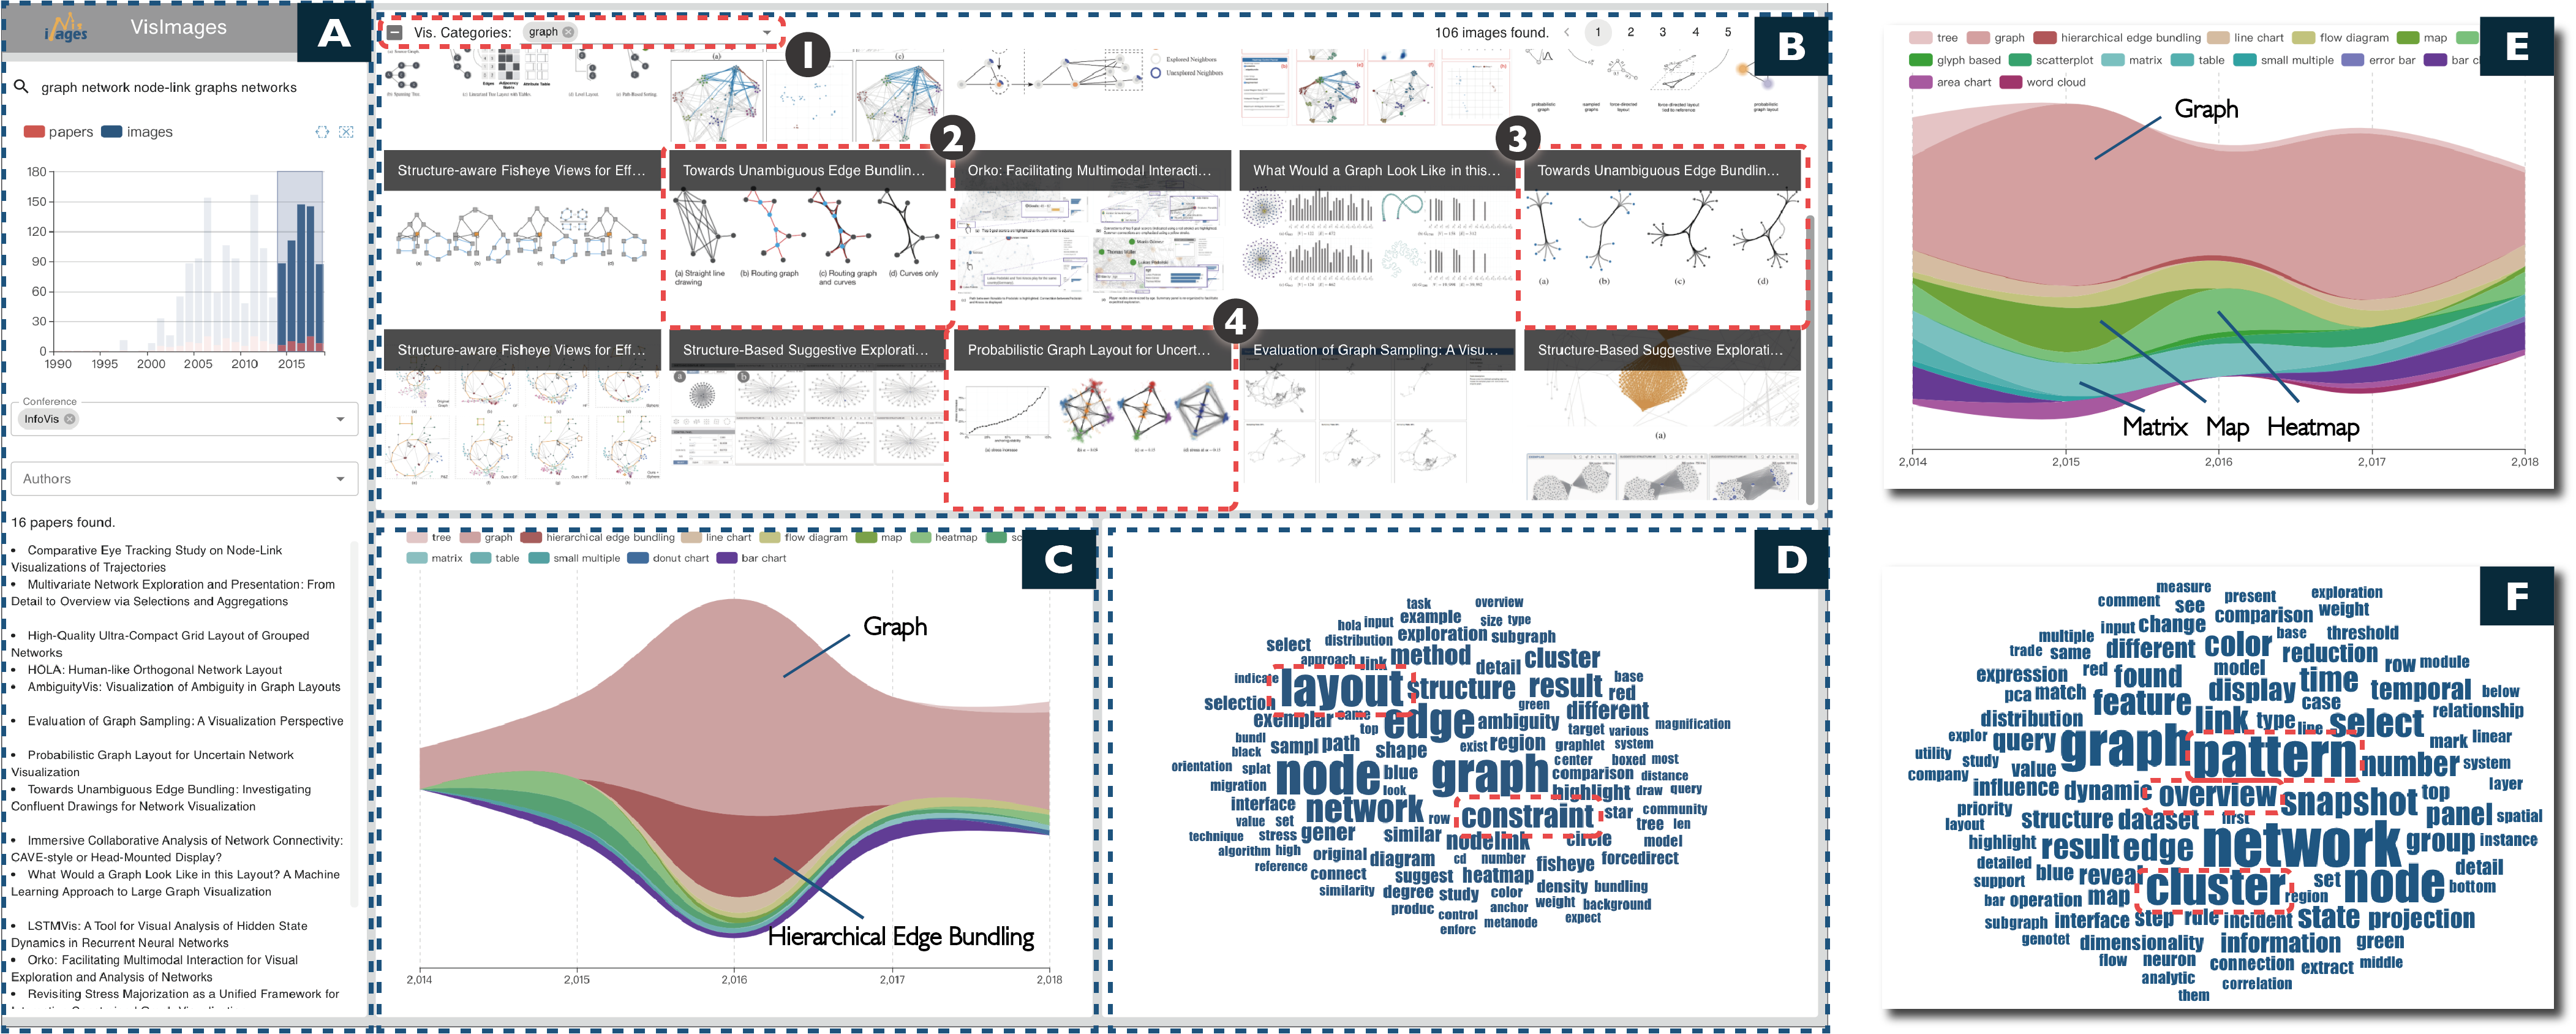 iMages
VisImages
A
graph network node-link graphs networks
papers
images
180
150
120
90
60
30
0
1990 1995 2000 2005 2010 2015
Conference
InfoVis
Authors
16 papers found.
• Comparative Eye Tracking Study on Node-Link
Visualizations of Trajectories
• Multivariate Network Exploration and Presentation: From
Detail to Overview via Selections and Aggregations
• High-Quality Ultra-Compact Grid Layout of Grouped
Networks
• HOLA: Human-like Orthogonal Network Layout
• AmbiguityVis: Visualization of Ambiguity in Graph Layouts
• Evaluation of Graph Sampling: A Visualization Perspective
• Probabilistic Graph Layout for Uncertain Network
Visualization
• Towards Unambiguous Edge Bundling: Investigating
Confluent Drawings for Network Visualization
• Immersive Collaborative Analysis of Network Connectivity:
CAVE-style or Head-Mounted Display?
• What Would a Graph Look Like in this Layout? A Machine
Learning Approach to Large Graph Visualization
• LSTMVis: A Tool for Visual Analysis of Hidden State
Dynamics in Recurrent Neural Networks
• Orko: Facilitating Multimodal Interaction for Visual
Exploration and Analysis of Networks
• Revisiting Stress Majorization as a Unified Framework for
Vis. Categories: graph
1
106 images found. < 1 2 3 4 5
B
(a) (c)
Explored Neighbors
Unexplored Neighbors
2
3
Structure-aware Fisheye Views for Eff...
Towards Unambiguous Edge Bundlin...
Orko: Facilitating Multimodal Interacti...
What Would a Graph Look Like in this...
Towards Unambiguous Edge Bundlin...
(a) (b) (c) (d)
(a) Straight line drawing
(b) Routing graph
(c) Routing graph and curves
(d) Curves only
(a) (b) (c) (d)
4
Structure-aware Fisheye Views for Eff...
Structure-Based Suggestive Explorati...
Probabilistic Graph Layout for Uncert...
Evaluation of Graph Sampling: A Visu...
Structure-Based Suggestive Explorati...
(a)
tree graph hierarchical edge bundling line chart flow diagram map heatmap sc
matrix table small multiple donut chart bar chart
C
Graph
Hierarchical Edge Bundling
2,014 2,015 2,016 2,017 2,018
D
task overview
hola input example size type
select distribution exploration subgraph
approach link method detail cluster
indicate layout structure result base
selection red
exemplar same edge ambiguity green different
bundl top target various magnification
black sampl path shape exist region graphlet system
orientation splat node blue graph center boxed most
comparison distance
migration look highlight draw query
interface network constraint star community
value set row tree len
technique stress gener similar nodelink circle model
algorithm high original diagram cd number fisheye forcedirect
reference connect suggest heatmap density bundling
similarity degree study color weight background
produc control anchor expect
enforc metanode
E
tree graph hierarchical edge bundling line chart flow diagram map
glyph based scatterplot matrix table small multiple error bar bar c
area chart word cloud
Graph
Matrix Map Heatmap
2,014 2,015 2,016 2,017 2,018
F
measure present exploration
comment see comparison weight
multiple input change color base threshold
trade same different reduction
expression red found model row module
pca match feature display time temporal below
distribution link type case line select relationship
explor query graph pattern mark linear
utility study value number system
company influence dynamic overview snapshot top layer
priority structure dataset first panel spatial
layout highlight result edge network group instance
detailed blue reveal cluster set node detail
support bar operation map region bottom
subgraph interface step rule incident state projection
genotet dimensionality information green
flow neuron connection extract middle
analytic correlation
them